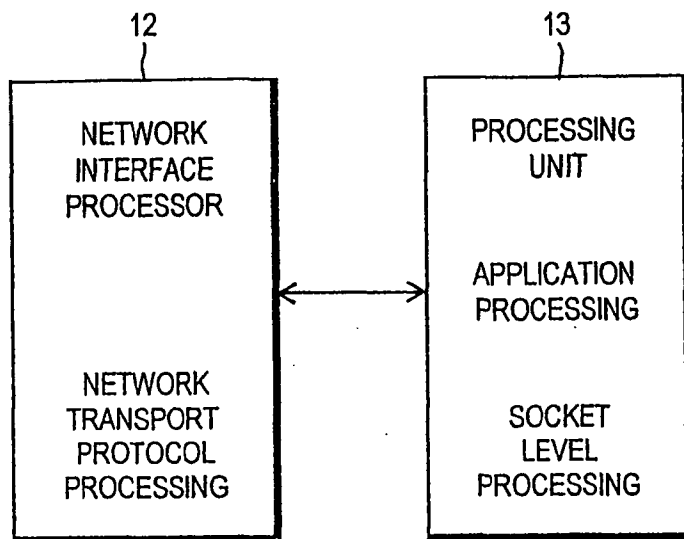 12
NETWORK
INTERFACE
PROCESSOR
NETWORK
TRANSPORT
PROTOCOL
PROCESSING
13
PROCESSING
UNIT
APPLICATION
PROCESSING
SOCKET
LEVEL
PROCESSING